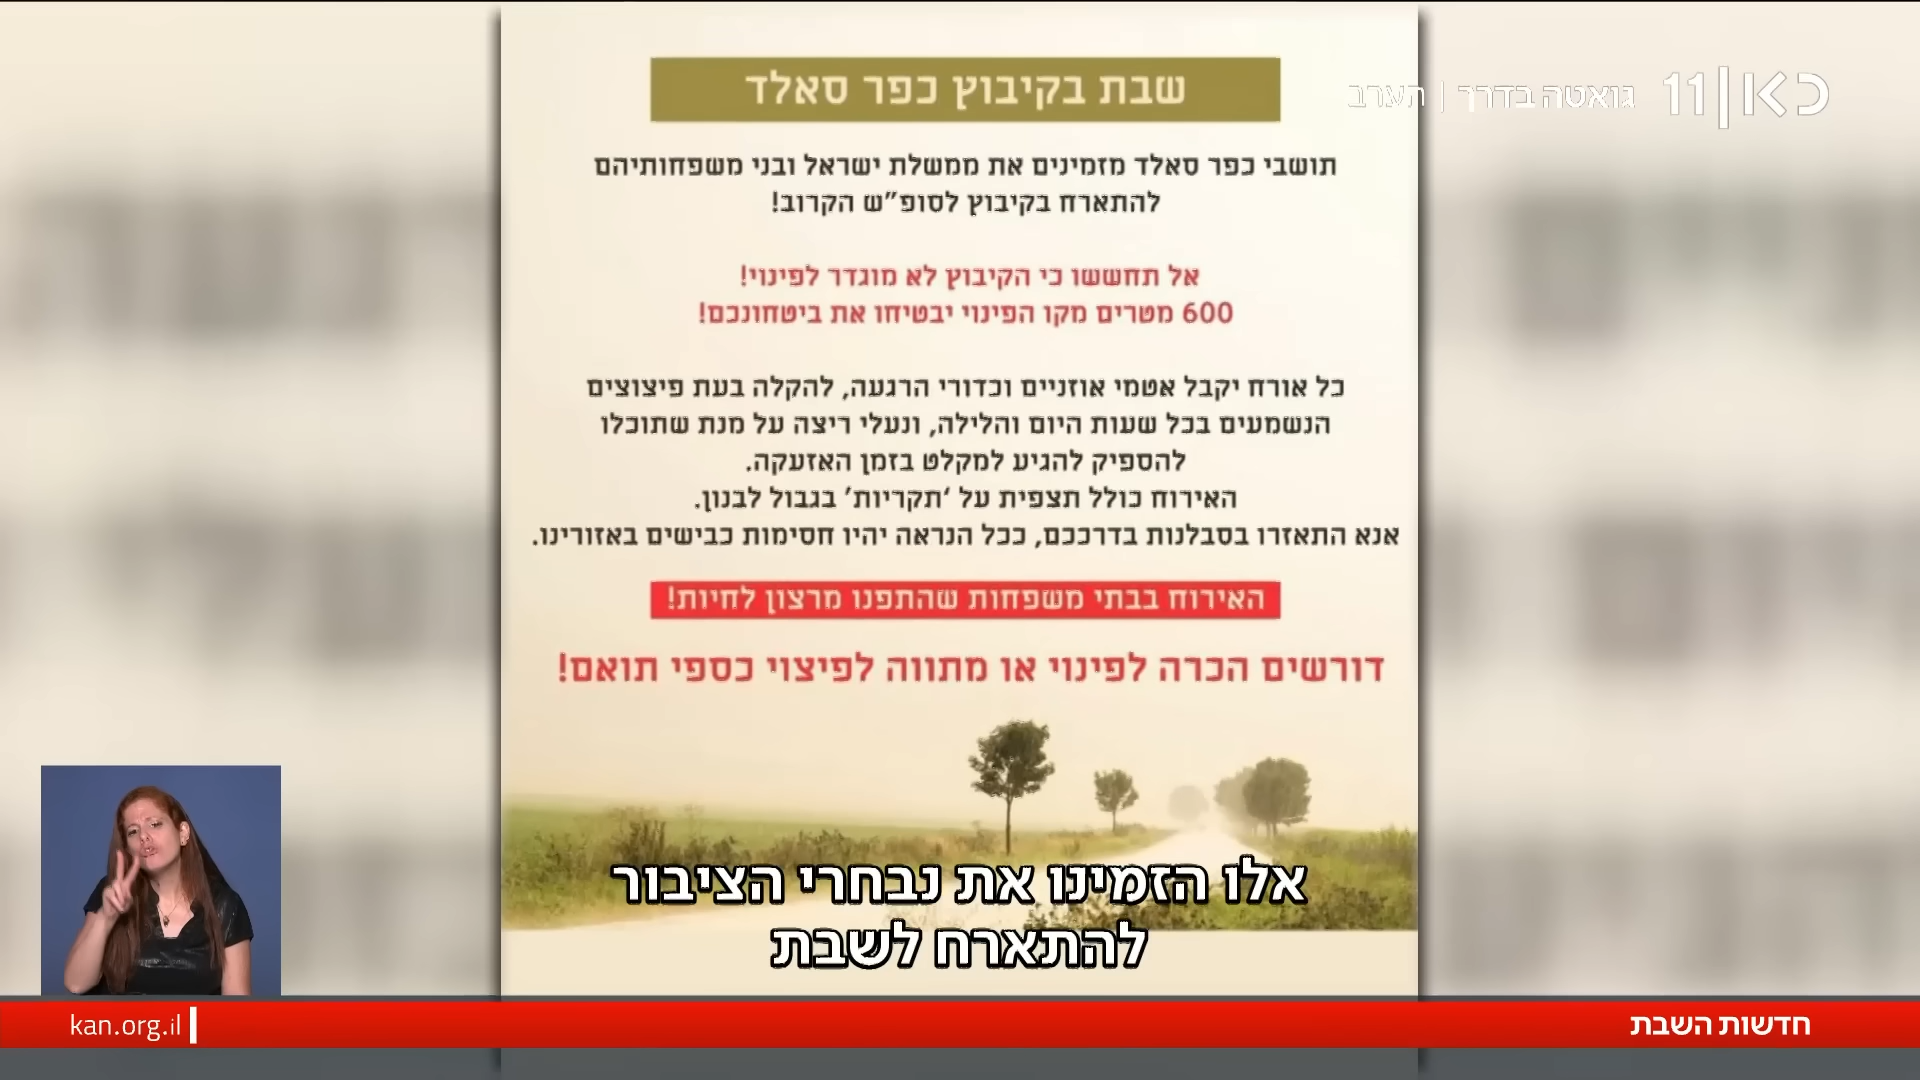 שבת בקיבוץ כפר סאלד
כאן 11
גואטה בדרך | הערב
תושבי כפר סאלד מזמינים את ממשלת ישראל ובני משפחותיהם
להתארח בקיבוץ לסופ"ש הקרוב!
אל תחששו כי הקיבוץ לא מוגדר לפינוי!
600 מטרים מקו הפינוי יבטיחו את ביטחונכם!
כל אורח יקבל אטמי אוזניים וכדורי הרגעה, להקלה בעת פיצוצים
הנשמעים בכל שעות היום והלילה, ונעלי ריצה על מנת שתוכלו
להספיק להגיע למקלט בזמן האזעקה.
האירוח כולל תצפית על 'תקריות' בגבול לבנון.
אנא התאזרו בסבלנות בדרככם, ככל הנראה יהיו חסימות כבישים באזורינו.
האירוח בבתי משפחות שהתפנו מרצון לחיות!
דורשים הכרה לפינוי או מתווה לפיצוי כספי תואם!
אלו הזמינו את נבחרי הציבור
להתארח לשבת
חדשות השבת
kan.org.il